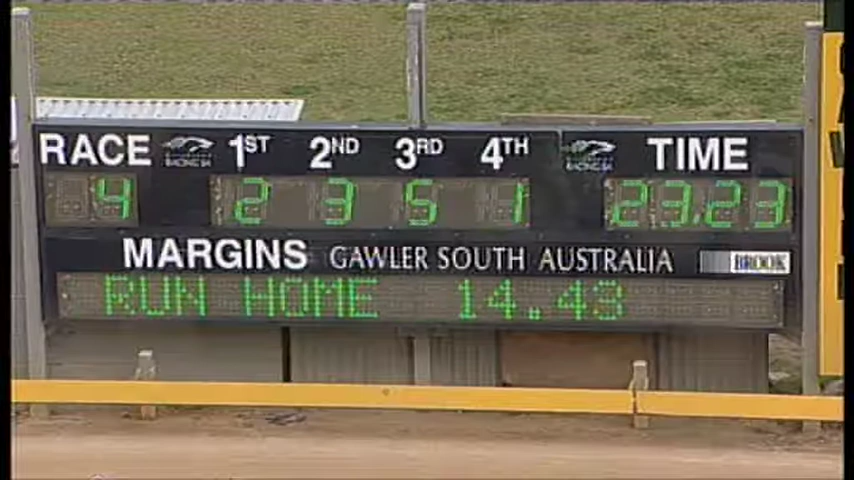 RACE 1ST 2ND 3RD 4TH TIME
4 2 3 5 1 23.23
MARGINS GAWLER SOUTH AUSTRALIA BROOK
RUN HOME 14.43